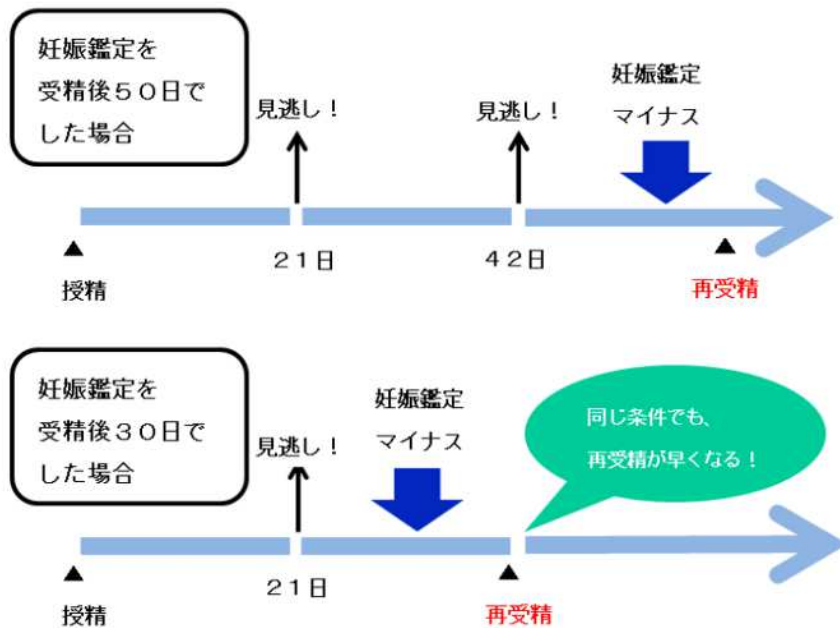 妊娠鑑定を
受精後５０日で
した場合
見逃し！
見逃し！
妊娠鑑定
マイナス
２１日
４２日
授精
再受精
妊娠鑑定を
受精後３０日で
した場合
見逃し！
妊娠鑑定
マイナス
同じ条件でも、
再受精が早くなる！
２１日
授精
再受精